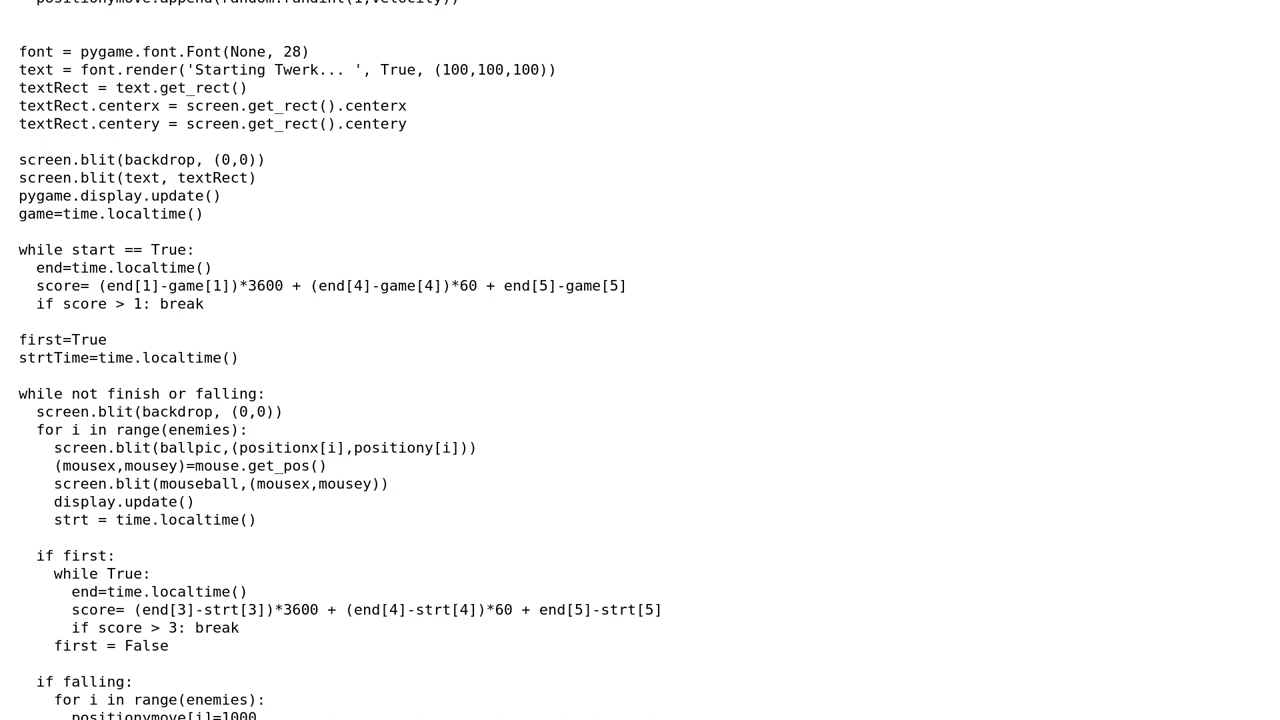 positionymove.append(random.randint(1,velocity))
font = pygame.font.Font(None, 28)
text = font.render('Starting Twerk... ', True, (100,100,100))
textRect = text.get_rect()
textRect.centerx = screen.get_rect().centerx
textRect.centery = screen.get_rect().centery
screen.blit(backdrop, (0,0))
screen.blit(text, textRect)
pygame.display.update()
game=time.localtime()
while start == True:
end=time.localtime()
score= (end[1]-game[1])*3600 + (end[4]-game[4])*60 + end[5]-game[5]
if score > 1: break
first=True
strtTime=time.localtime()
while not finish or falling:
screen.blit(backdrop, (0,0))
for i in range(enemies):
screen.blit(ballpic,(positionx[i],positiony[i]))
(mousex,mousey)=mouse.get_pos()
screen.blit(mouseball,(mousex,mousey))
display.update()
strt = time.localtime()
if first:
while True:
end=time.localtime()
score= (end[3]-strt[3])*3600 + (end[4]-strt[4])*60 + end[5]-strt[5]
if score > 3: break
first = False
if falling:
for i in range(enemies):
positionymove[i]=1000